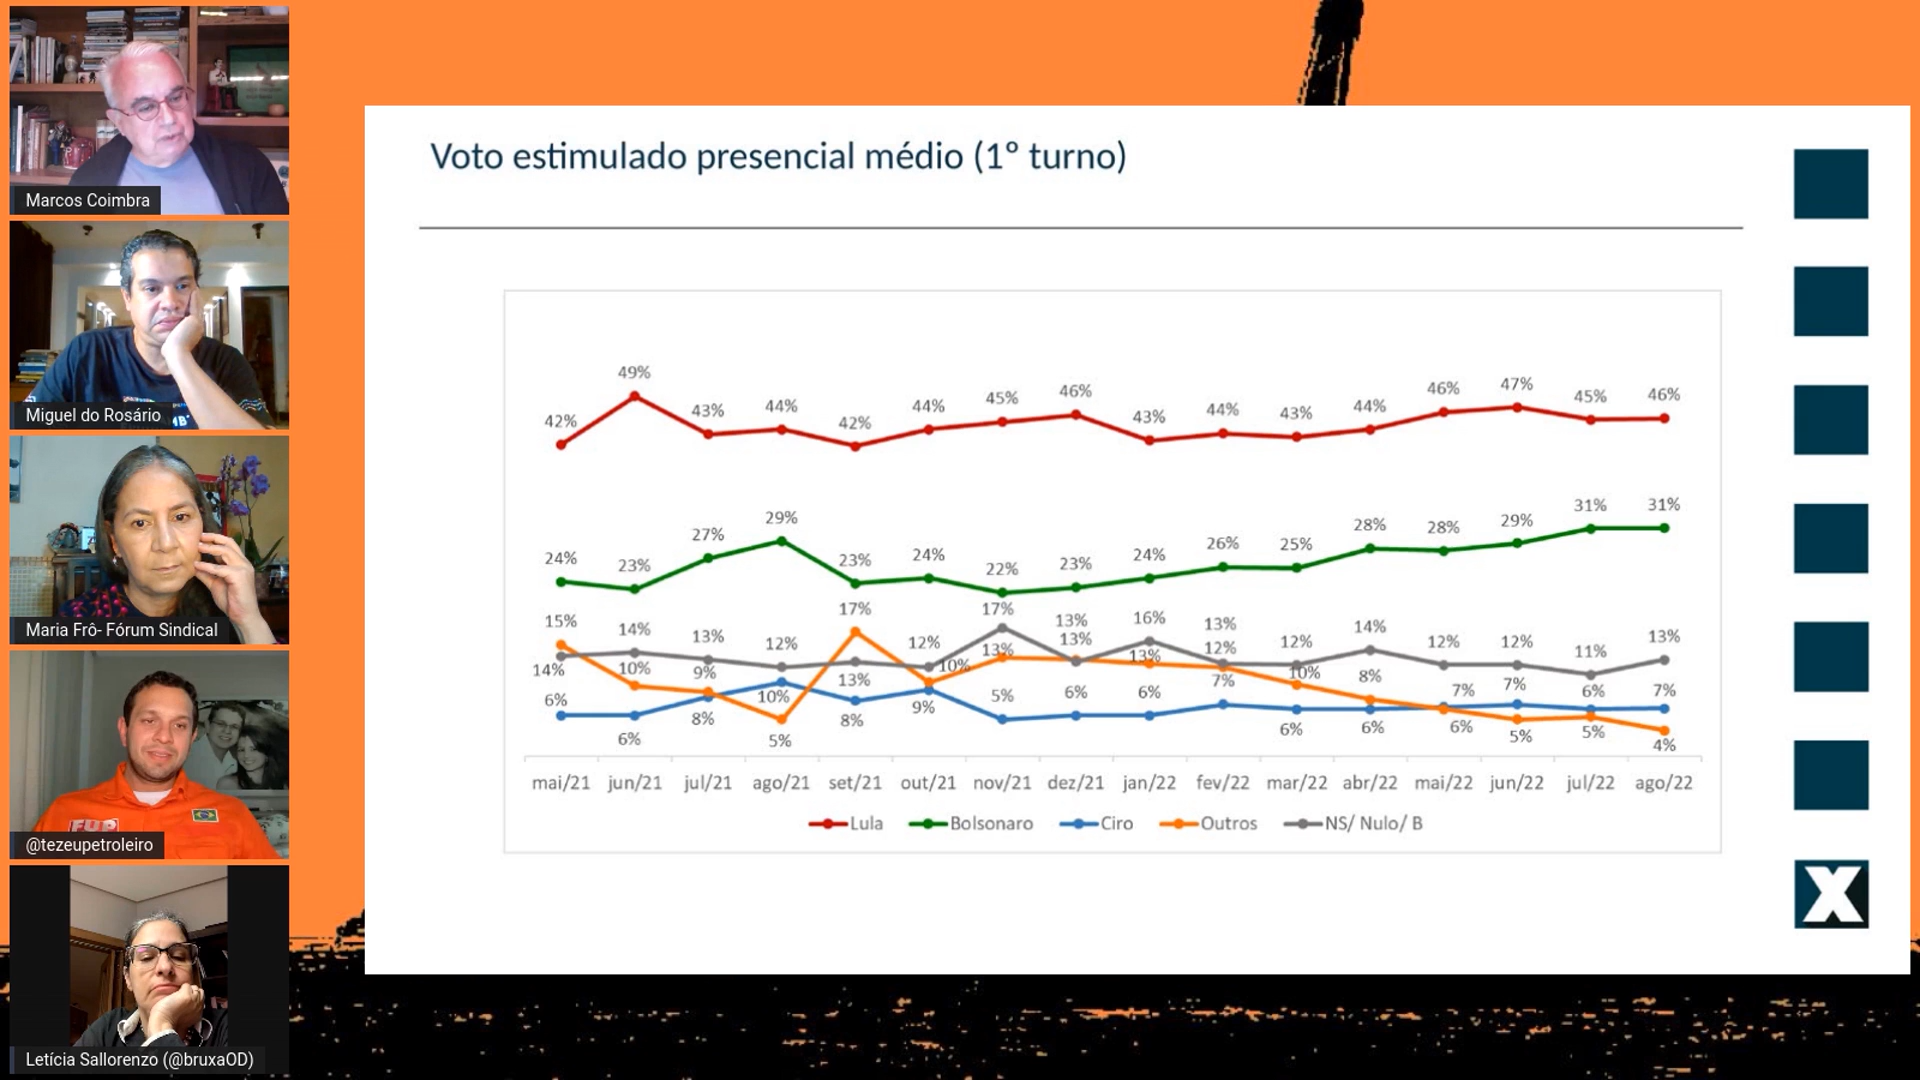 Marcos Coimbra
Miguel do Rosário
Maria Frô- Fórum Sindical
FUP
@tezeupetroleiro
Letícia Sallorenzo (@bruxaOD)
Voto estimulado presencial médio (1º turno)
42% 49% 43% 44% 42% 44% 45% 46% 43% 44% 43% 44% 46% 47% 45% 46%
24% 23% 27% 29% 23% 24% 22% 23% 24% 26% 25% 28% 28% 29% 31% 31%
15% 14% 13% 12% 17% 12% 17% 13% 16% 13% 12% 14% 12% 12% 11% 13%
14% 10% 9% 10% 13% 10% 13% 13% 13% 12% 10% 8% 7% 7% 6% 7%
6% 6% 8% 5% 8% 9% 5% 6% 6% 7% 6% 6% 6% 5% 5% 4%
mai/21 jun/21 jul/21 ago/21 set/21 out/21 nov/21 dez/21 jan/22 fev/22 mar/22 abr/22 mai/22 jun/22 jul/22 ago/22
Lula Bolsonaro Ciro Outros NS/ Nulo/ B
X